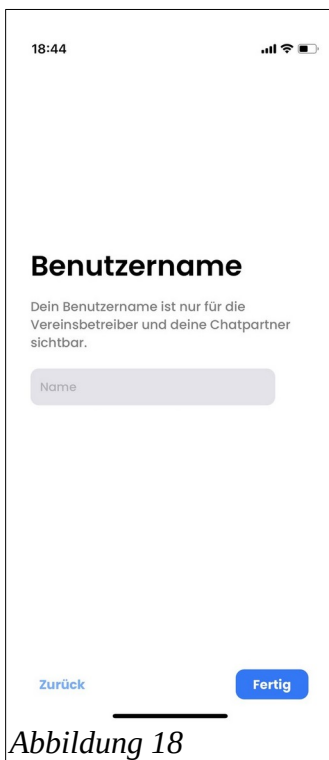 18:44
Benutzername
Dein Benutzername ist nur für die
Vereinsbetreiber und deine Chatpartner
sichtbar.
Name
Zurück
Fertig
Abbildung 18